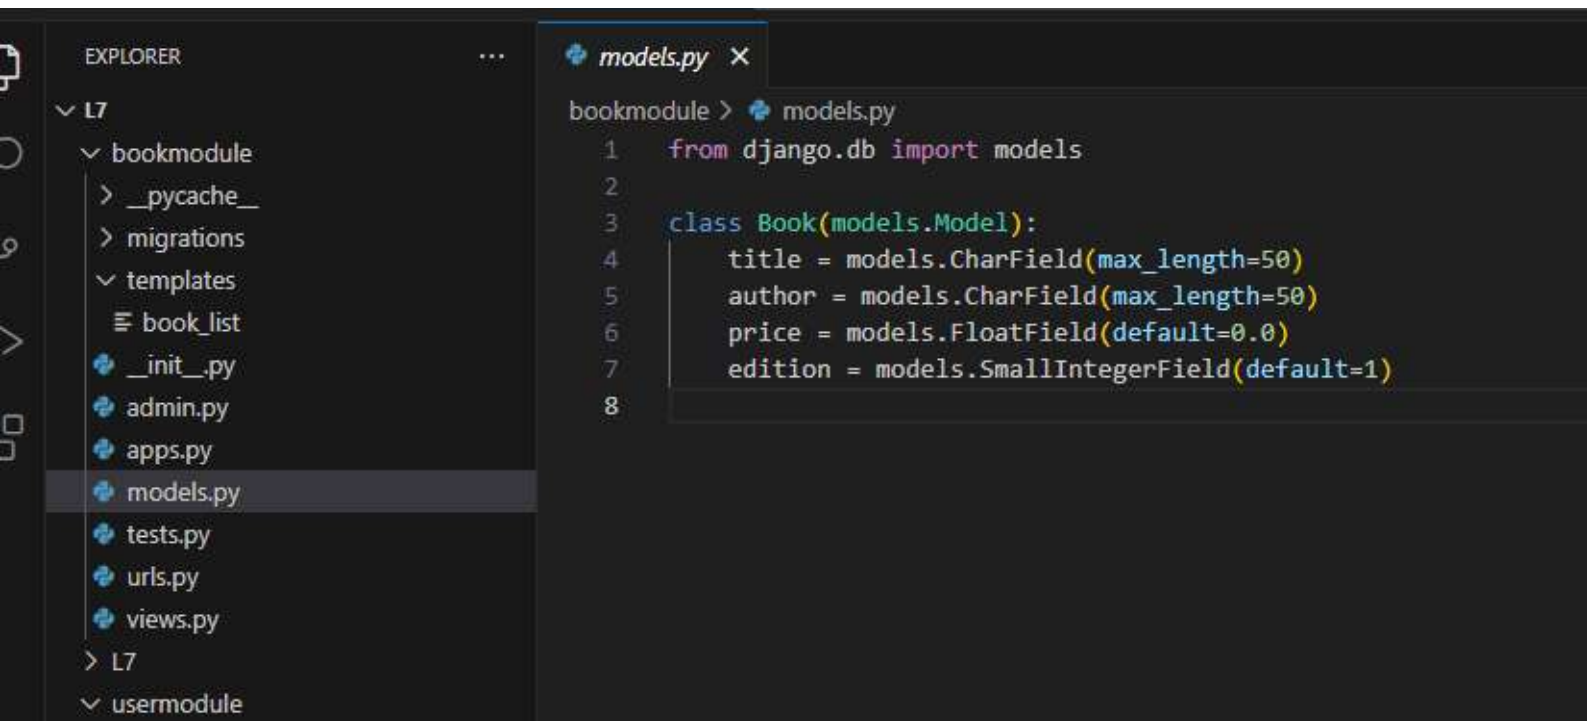 EXPLORER
···
L7
bookmodule
__pycache__
migrations
templates
book_list
__init__.py
admin.py
apps.py
models.py
tests.py
urls.py
views.py
L7
usermodule
models.py
bookmodule > models.py
1 from django.db import models
2
3 class Book(models.Model):
4     title = models.CharField(max_length=50)
5     author = models.CharField(max_length=50)
6     price = models.FloatField(default=0.0)
7     edition = models.SmallIntegerField(default=1)
8